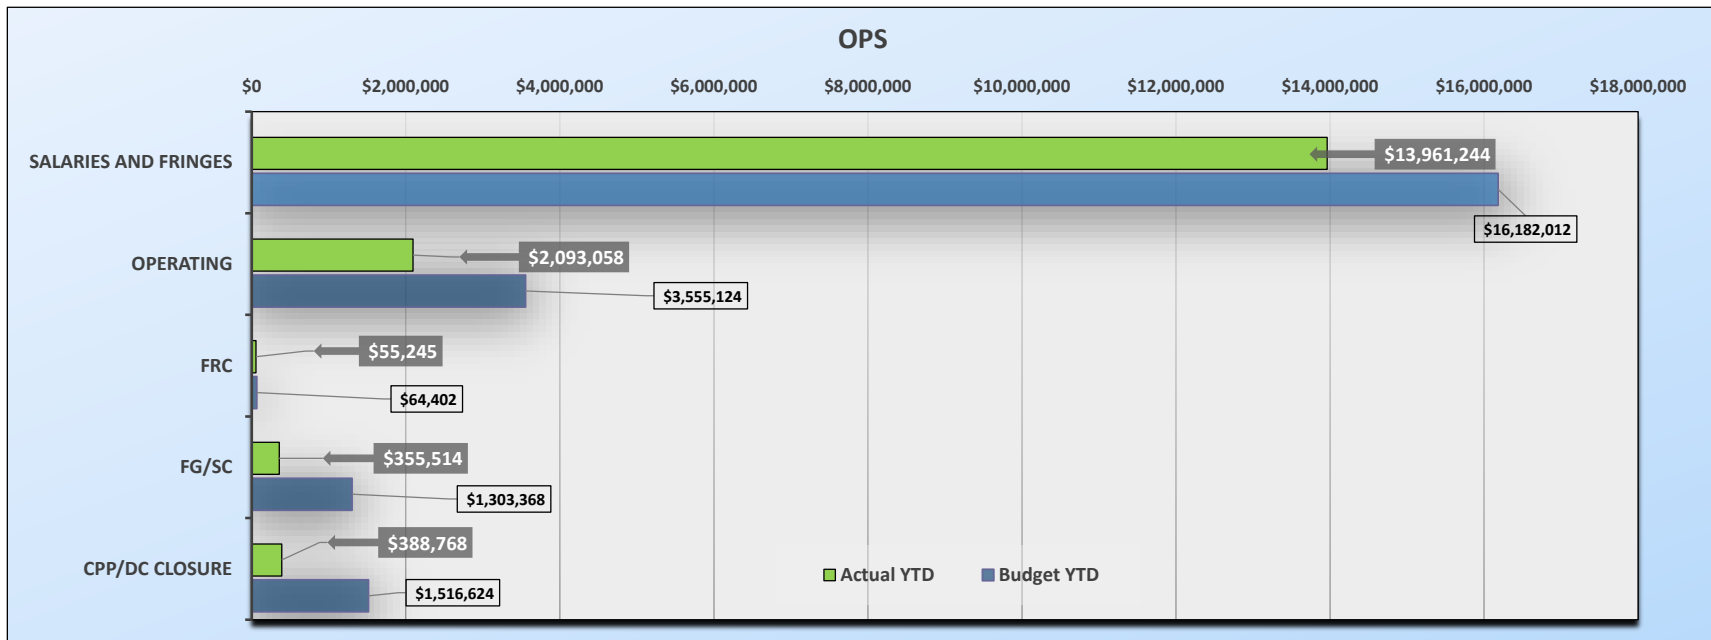 OPS
$0 $2,000,000 $4,000,000 $6,000,000 $8,000,000 $10,000,000 $12,000,000 $14,000,000 $16,000,000 $18,000,000
SALARIES AND FRINGES
$13,961,244
$16,182,012
OPERATING
$2,093,058
$3,555,124
FRC
$55,245
$64,402
FG/SC
$355,514
$1,303,368
CPP/DC CLOSURE
$388,768
$1,516,624
Actual YTD Budget YTD